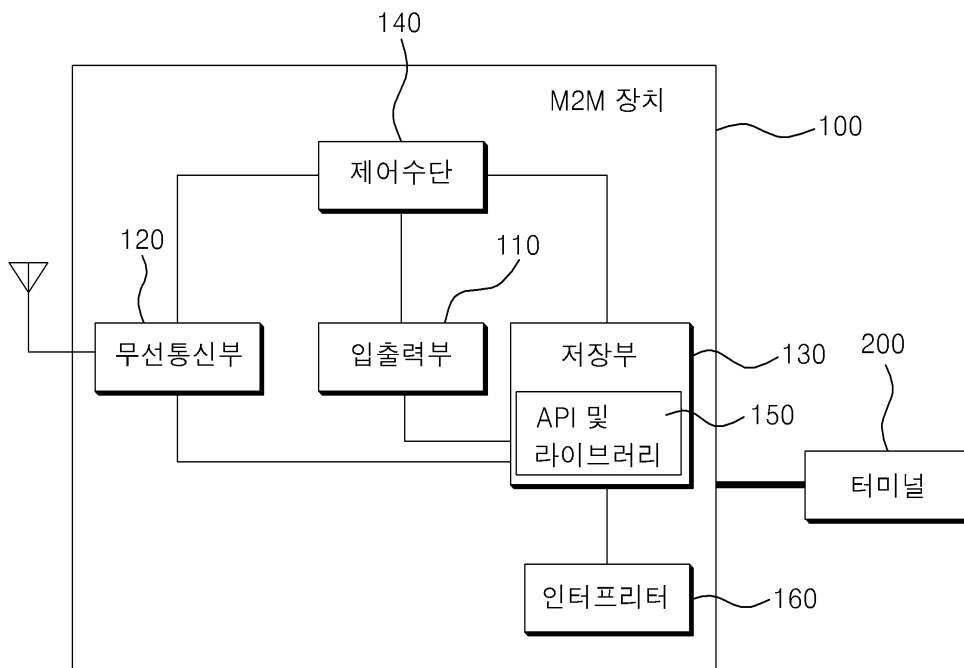 140
M2M 장치
100
제어수단
120
110
무선통신부
입출력부
저장부
130
200
API 및
라이브러리
150
터미널
인터프리터
160